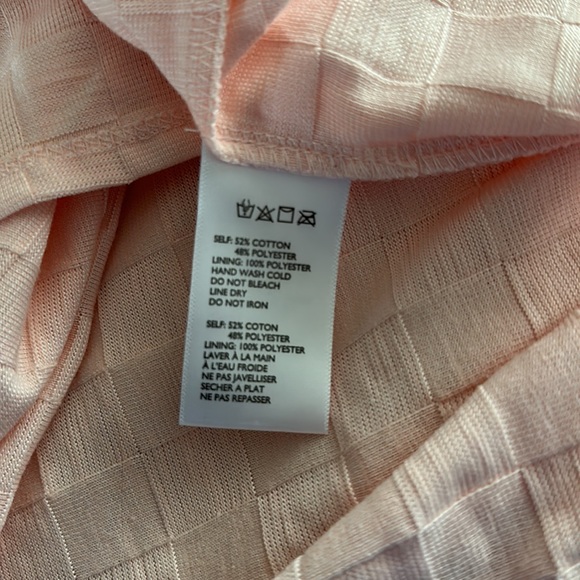 SELF: 52% COTTON
48% POLYESTER
LINING: 100% POLYESTER
HAND WASH COLD
DO NOT BLEACH
LINE DRY
DO NOT IRON
SELF: 52% COTON
48% POLYESTER
LINING: 100% POLYESTER
LAVER À LA MAIN
À L'EAU FROIDE
NE PAS JAVELLISER
SECHER A PLAT
NE PAS REPASSER